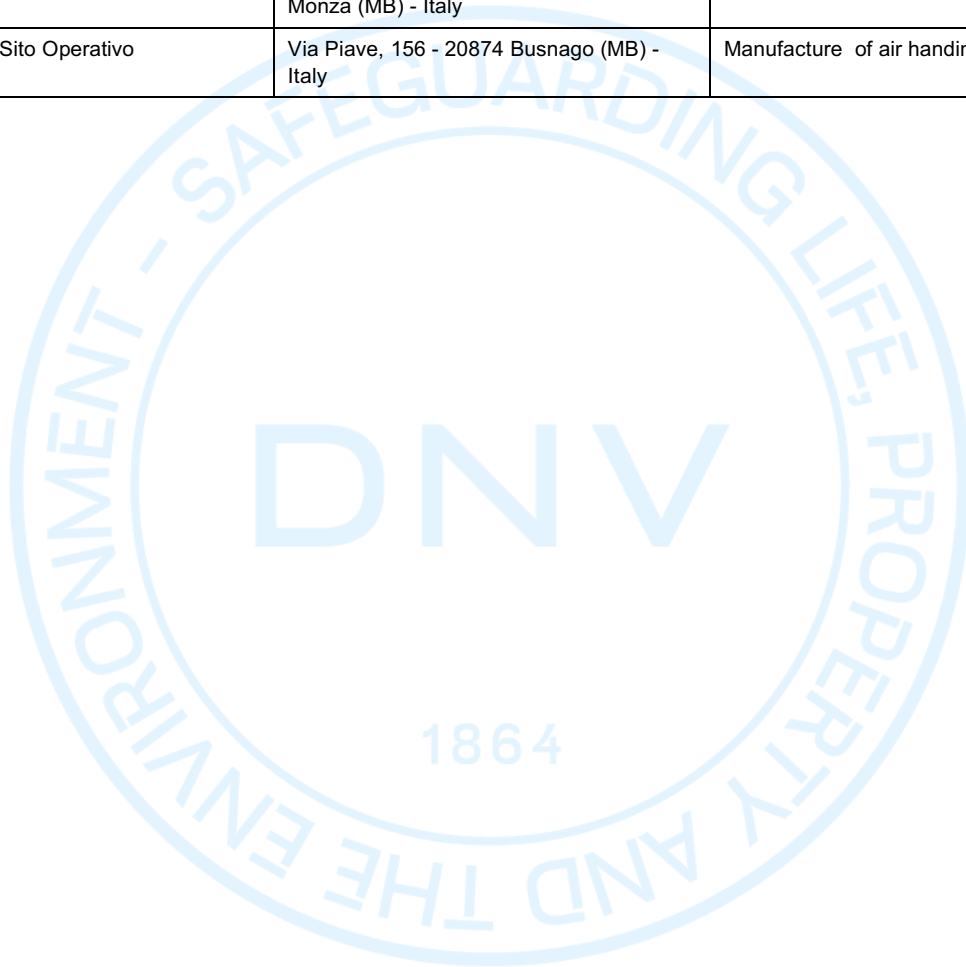 Monza (MB) - Italy
Sito Operativo
Via Piave, 156 - 20874 Busnago (MB) -
Italy
Manufacture of air handin
SAFEGUARDING LIFE, PROPERTY AND THE ENVIRONMENT -
DNV
1864